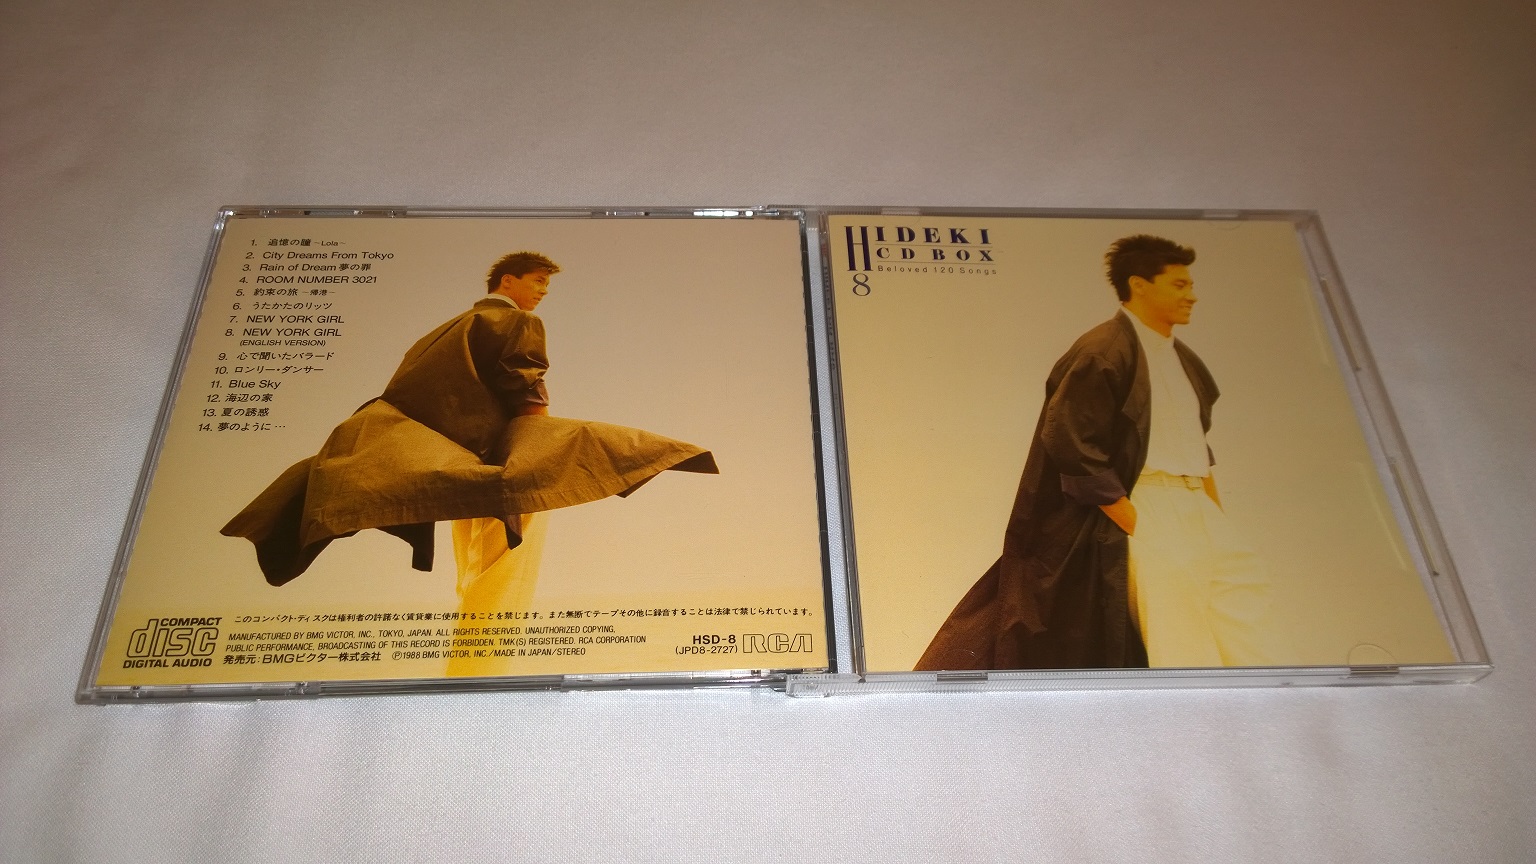 1. 追憶の瞳 ~Lola~
2. City Dreams From Tokyo
3. Rain of Dream 夢の罪
4. ROOM NUMBER 3021
5. 約束の旅 ~帰港~
6. うたかたのリッツ
7. NEW YORK GIRL
8. NEW YORK GIRL
(ENGLISH VERSION)
9. 心で聞いたバラード
10. ロンリー・ダンサー
11. Blue Sky
12. 海辺の家
13. 夏の誘惑
14. 夢のように…
このコンパクト・ディスクは権利者の許諾なく賃貸業に使用することを禁じます。また無断でテープその他に録音することは法律で禁じられています。
COMPACT
disc
DIGITAL AUDIO
MANUFACTURED BY BMG VICTOR, INC., TOKYO, JAPAN. ALL RIGHTS RESERVED. UNAUTHORIZED COPYING,
PUBLIC PERFORMANCE, BROADCASTING OF THIS RECORD IS FORBIDDEN. TMK(S) REGISTERED. RCA CORPORATION
発売元:BMGビクター株式会社 Ⓟ1988 BMG VICTOR, INC./MADE IN JAPAN/STEREO
HSD-8
(JPD8-2727)
RCA
HIDEKI
CD BOX
Beloved 120 Songs
8